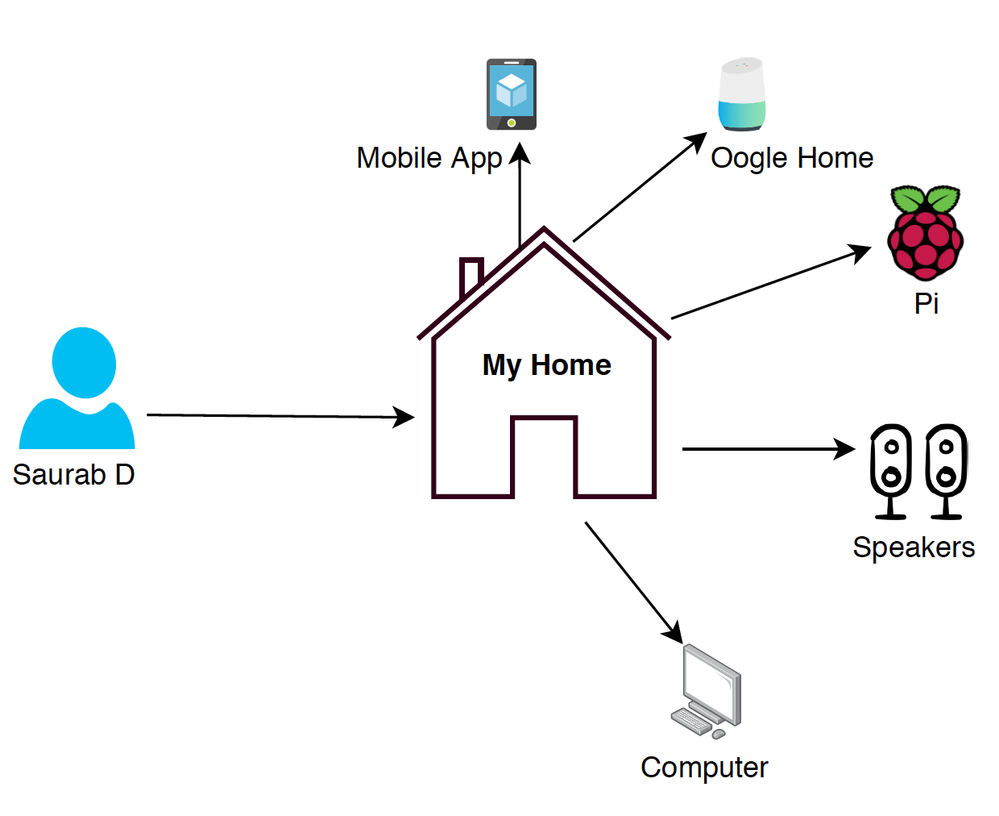 Mobile App
Oogle Home
Pi
My Home
Saurab D
Speakers
Computer